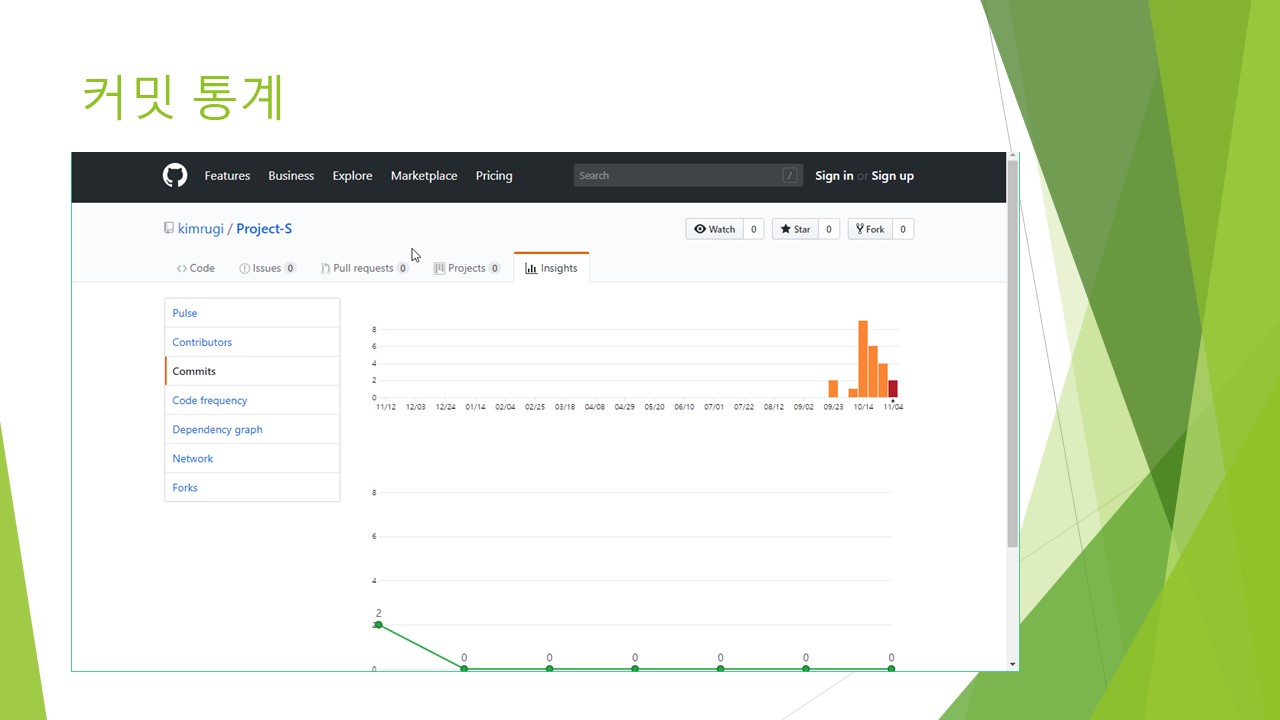 커밋 통계
Features Business Explore Marketplace Pricing Search / Sign in or Sign up
kimrugi / Project-S Watch 0 Star 0 Fork 0
Code Issues 0 Pull requests 0 Projects 0 Insights
Pulse
Contributors
Commits
Code frequency
Dependency graph
Network
Forks
8
6
4
2
0
11/12 12/03 12/24 01/14 02/04 02/25 03/18 04/08 04/29 05/20 06/10 07/01 07/22 08/12 09/02 09/23 10/14 11/04
8
6
4
2
2
0 0 0 0 0 0
0